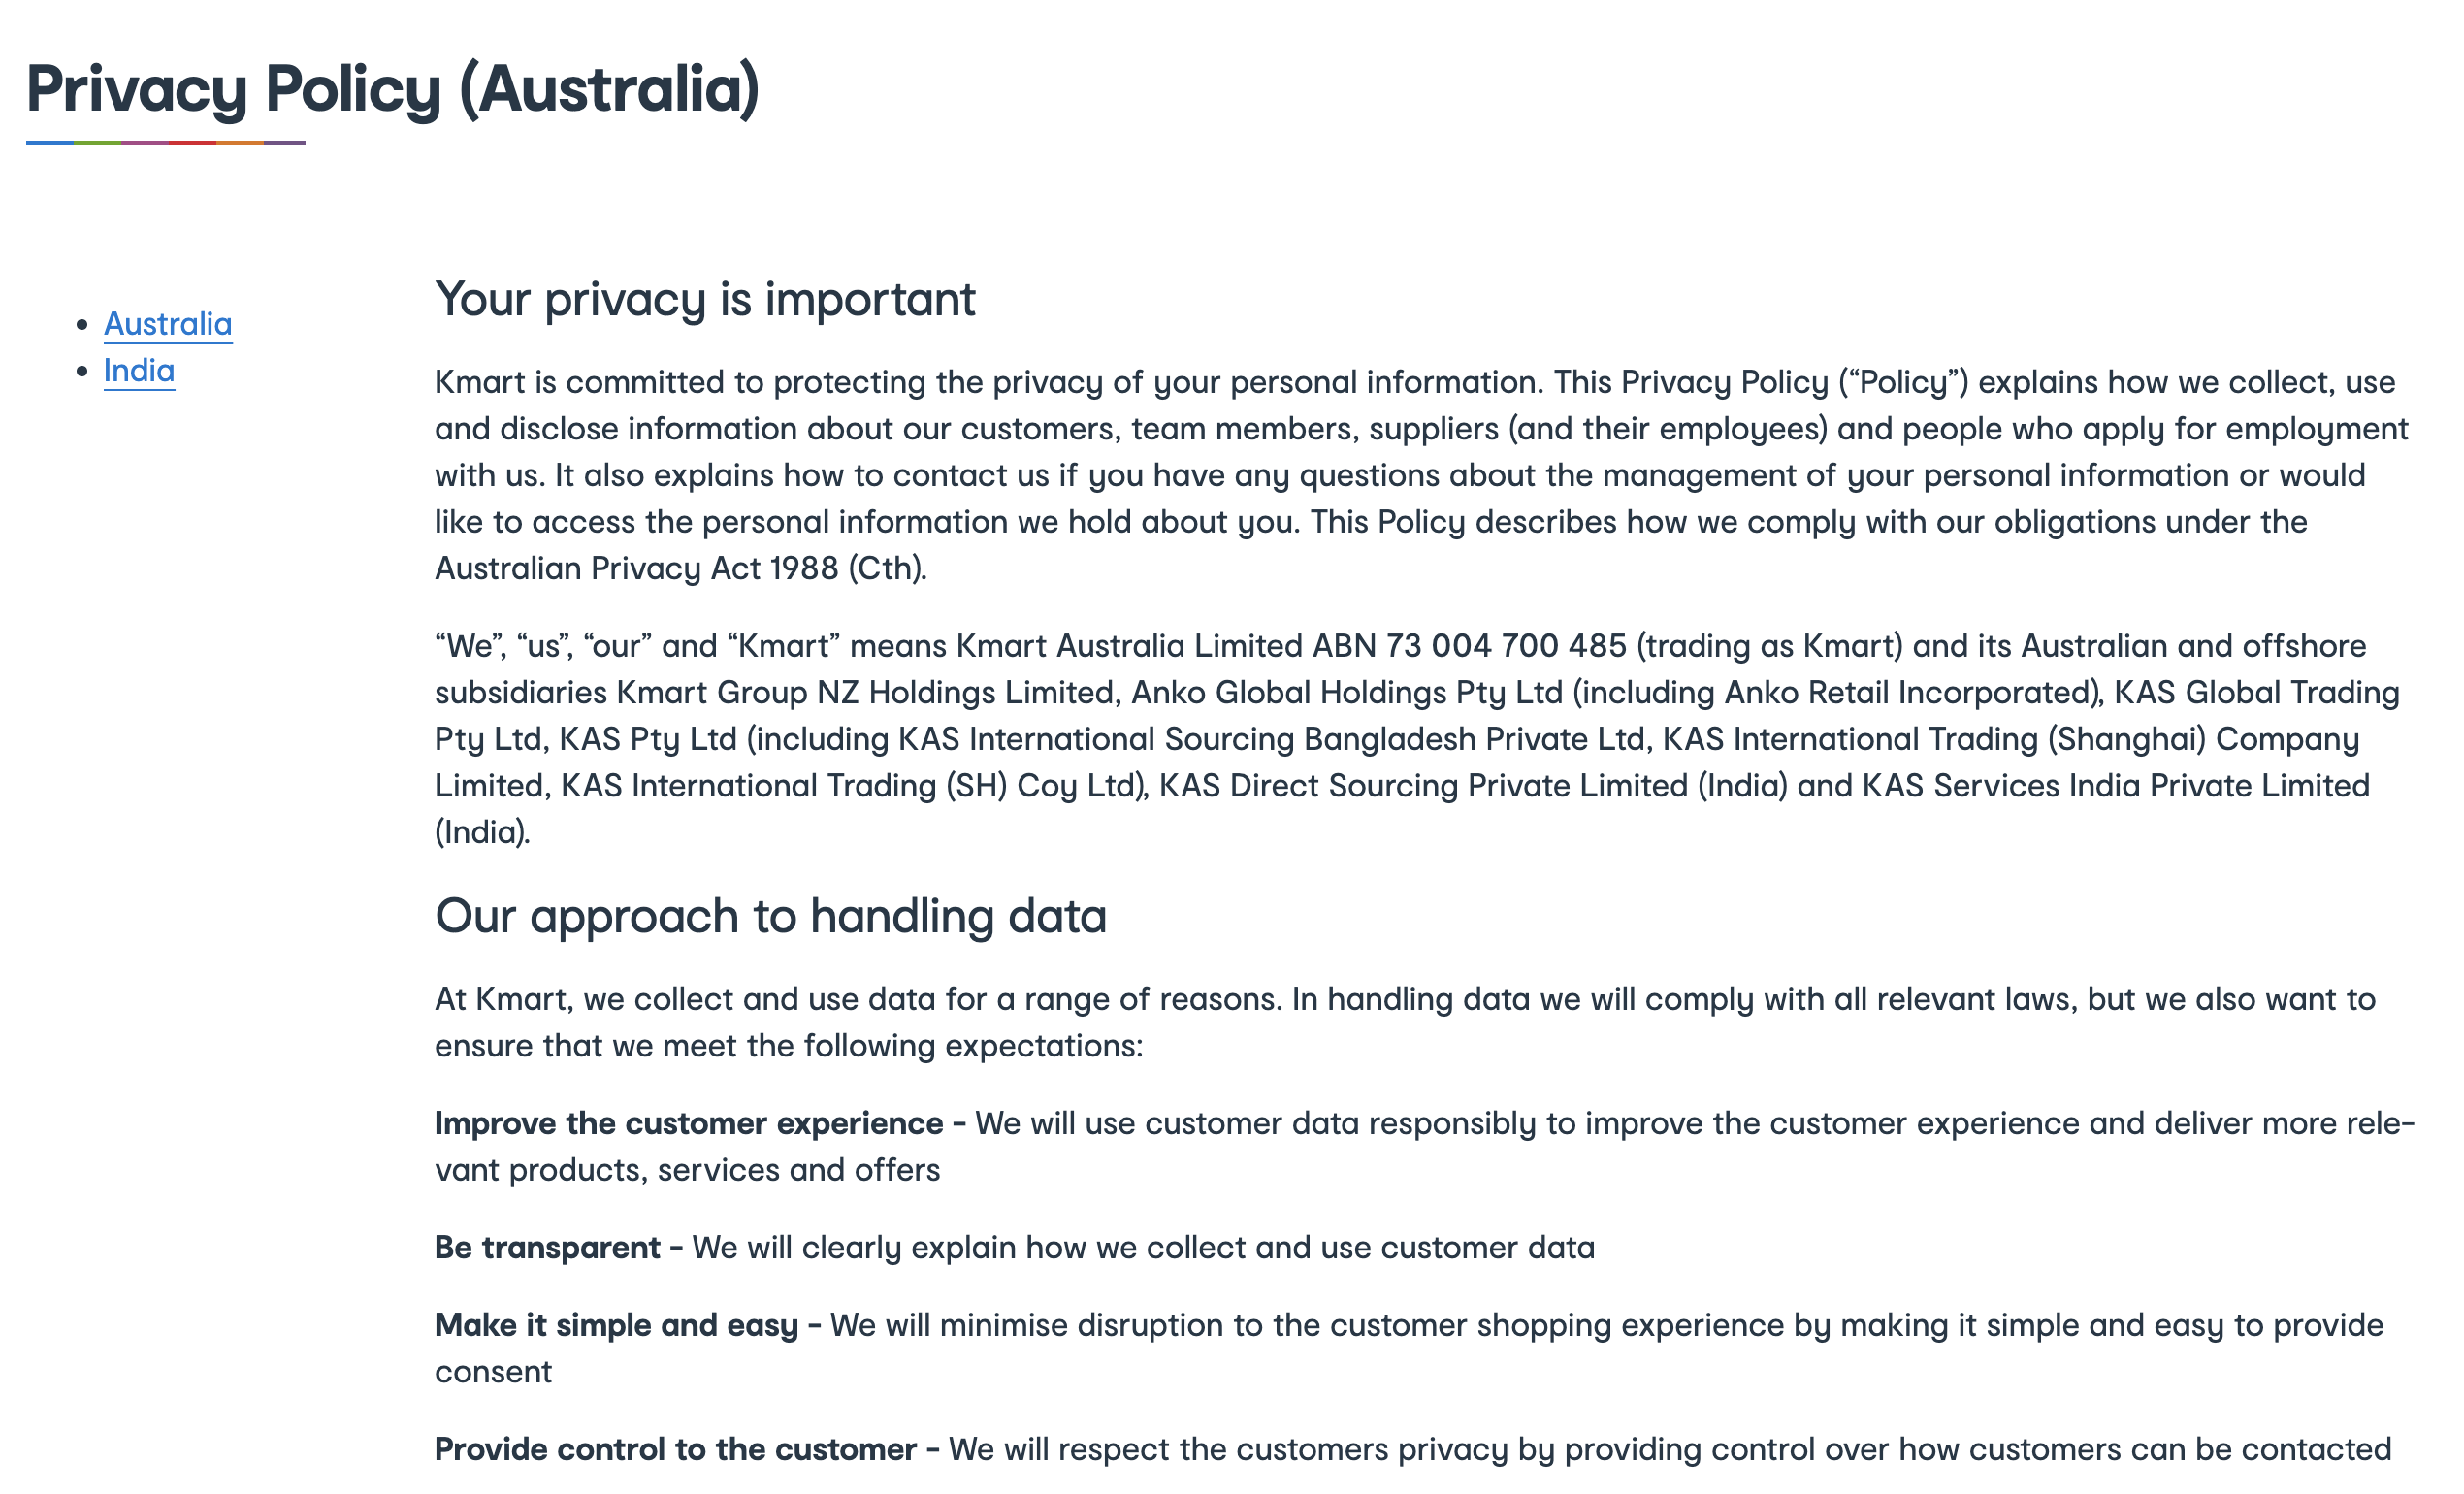 Privacy Policy (Australia)
Australia
India
Your privacy is important
Kmart is committed to protecting the privacy of your personal information. This Privacy Policy (“Policy”) explains how we collect, use
and disclose information about our customers, team members, suppliers (and their employees) and people who apply for employment
with us. It also explains how to contact us if you have any questions about the management of your personal information or would
like to access the personal information we hold about you. This Policy describes how we comply with our obligations under the
Australian Privacy Act 1988 (Cth).
“We”, “us”, “our” and “Kmart” means Kmart Australia Limited ABN 73 004 700 485 (trading as Kmart) and its Australian and offshore
subsidiaries Kmart Group NZ Holdings Limited, Anko Global Holdings Pty Ltd (including Anko Retail Incorporated), KAS Global Trading
Pty Ltd, KAS Pty Ltd (including KAS International Sourcing Bangladesh Private Ltd, KAS International Trading (Shanghai) Company
Limited, KAS International Trading (SH) Coy Ltd), KAS Direct Sourcing Private Limited (India) and KAS Services India Private Limited
(India).
Our approach to handling data
At Kmart, we collect and use data for a range of reasons. In handling data we will comply with all relevant laws, but we also want to
ensure that we meet the following expectations:
Improve the customer experience - We will use customer data responsibly to improve the customer experience and deliver more rele-
vant products, services and offers
Be transparent - We will clearly explain how we collect and use customer data
Make it simple and easy - We will minimise disruption to the customer shopping experience by making it simple and easy to provide
consent
Provide control to the customer - We will respect the customers privacy by providing control over how customers can be contacted